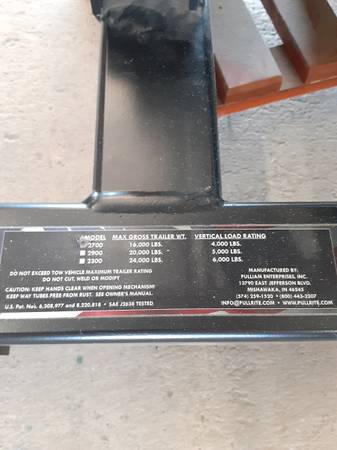 MODEL MAX GROSS TRAILER WT. VERTICAL LOAD RATING
2700 16,000 LBS. 4,000 LBS.
2900 20,000 LBS. 5,000 LBS.
3300 24,000 LBS. 6,000 LBS.
DO NOT EXCEED TOW VEHICLE MAXIMUM TRAILER RATING
DO NOT CUT, WELD OR MODIFY
CAUTION: KEEP HANDS CLEAR WHEN OPENING MECHANISM!
KEEP WAY TUBES FREE FROM RUST. SEE OWNER'S MANUAL.
U.S. Pat. Nos. 6,308,977 and 8,220,818 • SAE J2638 TESTED
MANUFACTURED BY:
PULLIAM ENTERPRISES, INC.
13790 EAST JEFFERSON BLVD.
MISHAWAKA, IN 46545
(574) 259-1520 • (800) 443-2307
INFO@PULLRITE.COM • WWW.PULLRITE.COM